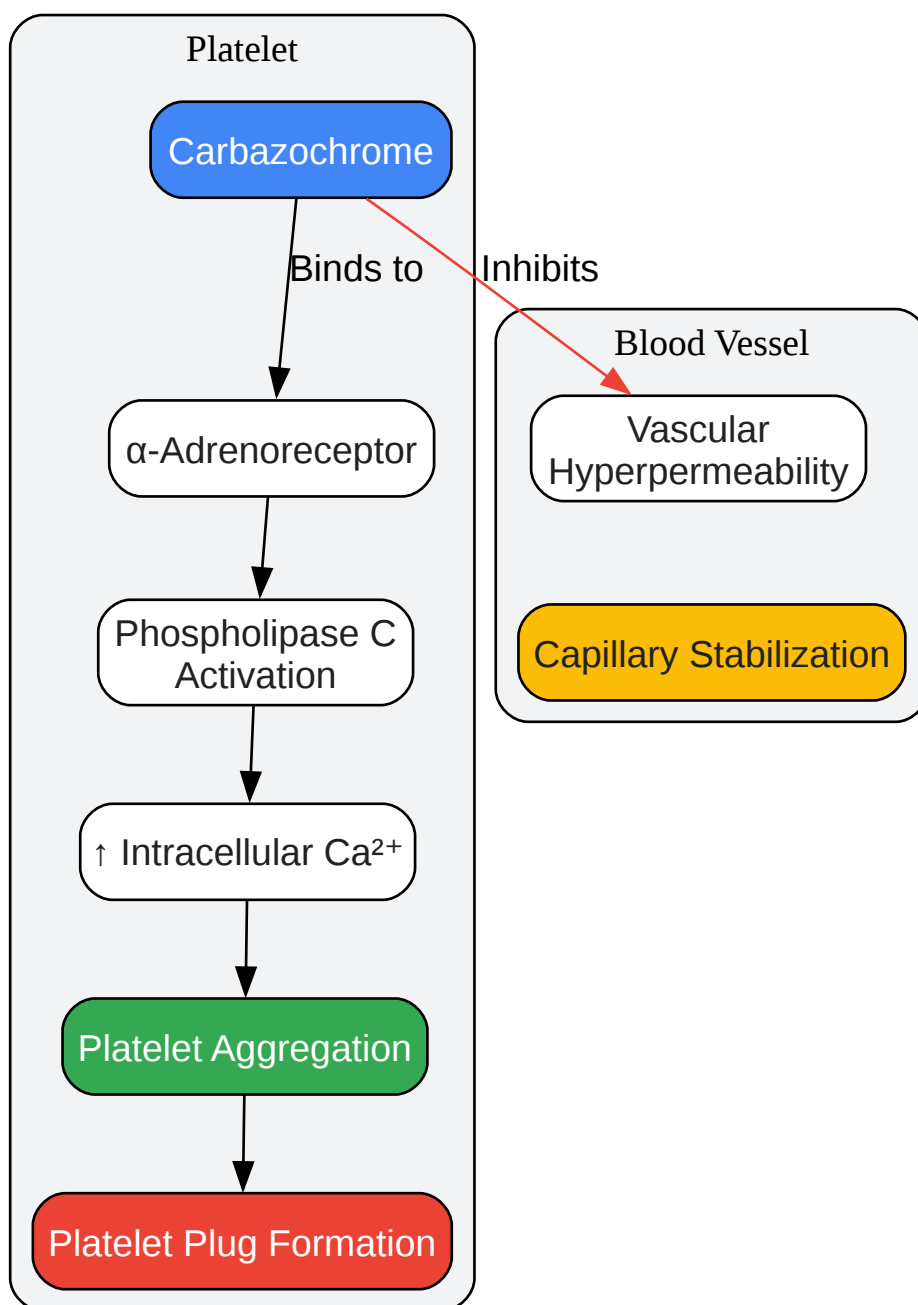 Platelet
Carbazochrome
Binds to
Inhibits
Blood Vessel
Vascular
Hyperpermeability
α-Adrenoreceptor
Phospholipase C
Activation
Capillary Stabilization
↑ Intracellular Ca²⁺
Platelet Aggregation
Platelet Plug Formation